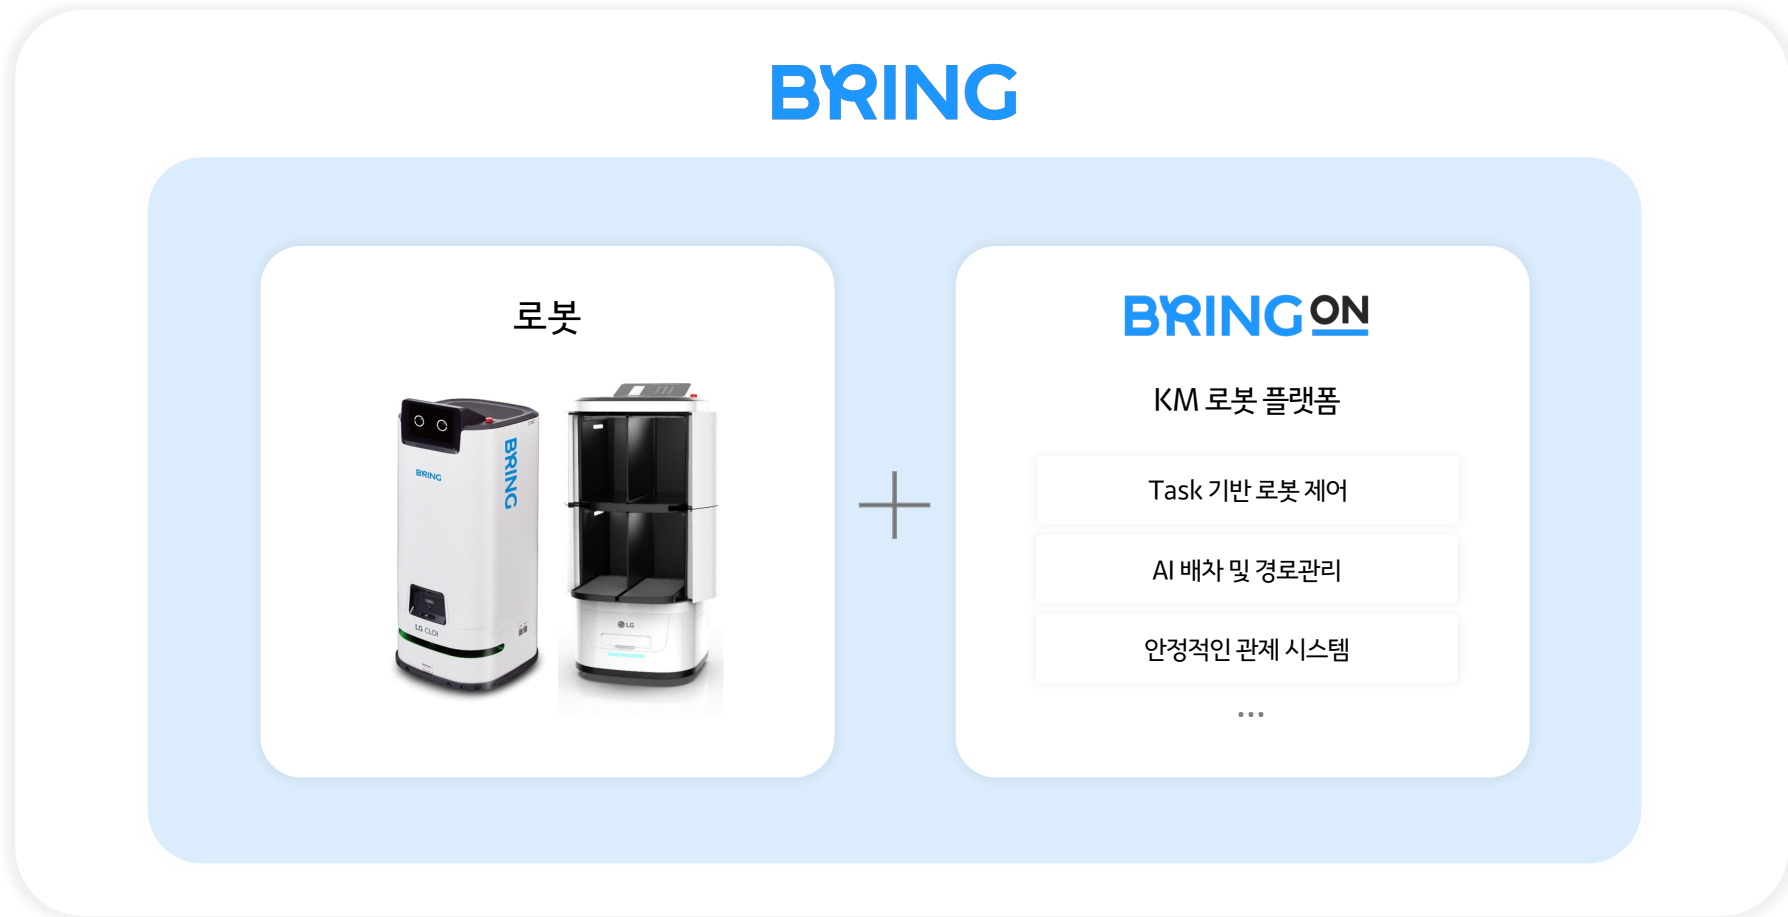 BRING
로봇
BRING
BRING
LG CLOi
LG
BRING ON
KM 로봇 플랫폼
Task 기반 로봇 제어
AI 배차 및 경로관리
안정적인 관제 시스템
...